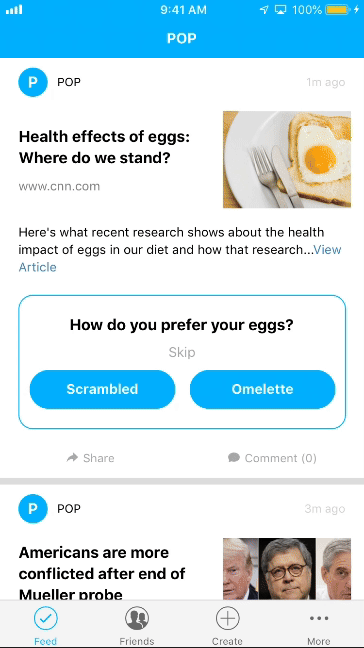 9:41 AM 100%
POP
P POP 1m ago
Health effects of eggs:
Where do we stand?
www.cnn.com
Here's what recent research shows about the health
impact of eggs in our diet and how that research...View
Article
How do you prefer your eggs?
Skip
Scrambled Omelette
Share Comment (0)
P POP 3m ago
Americans are more
conflicted after end of
Mueller probe
Feed Friends Create More